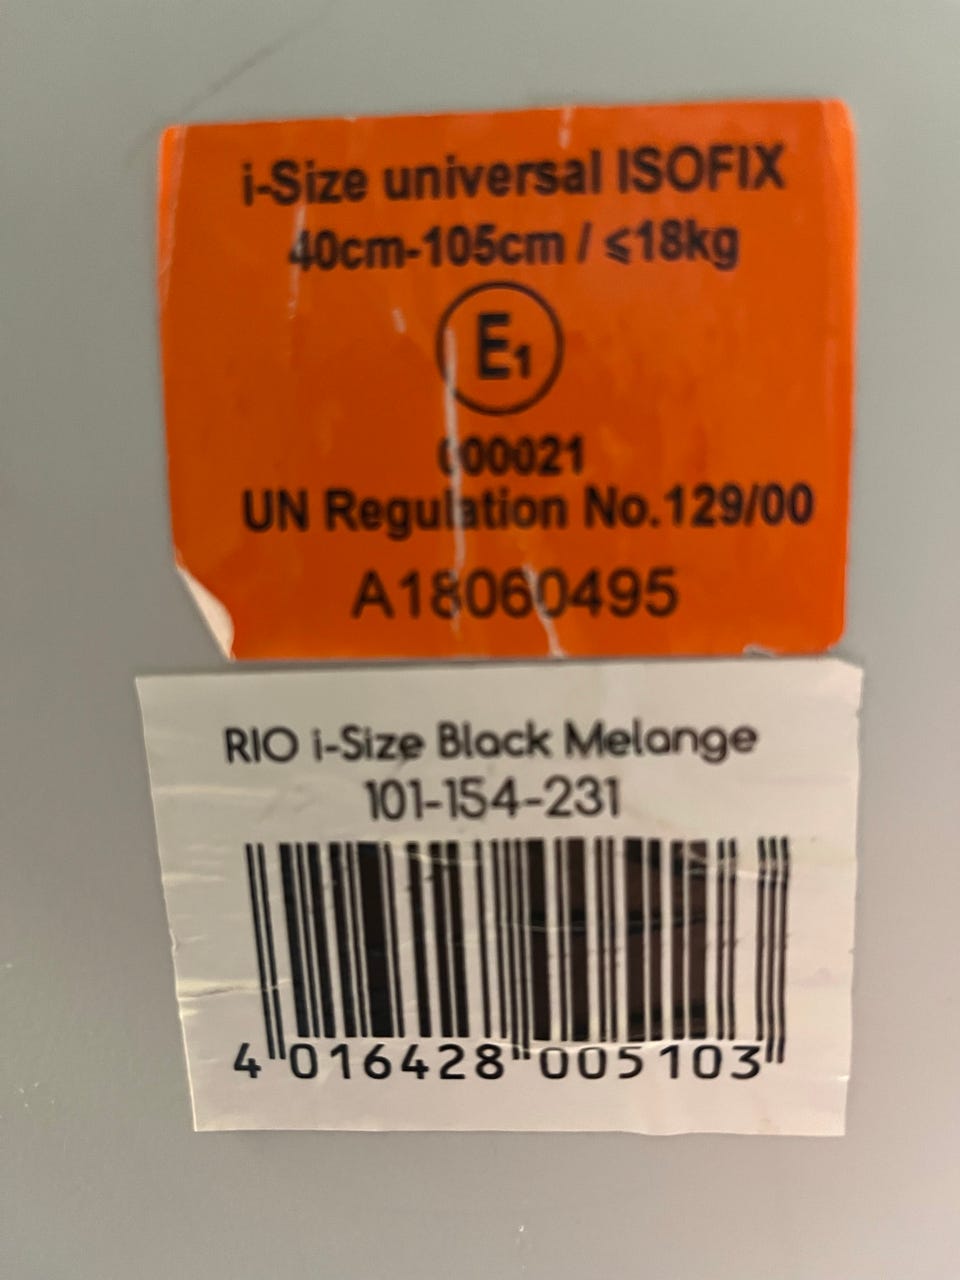 i-Size universal ISOFIX
40cm-105cm / ≤18kg
E1
000021
UN Regulation No.129/00
A18060495
RIO i-Size Black Melange
101-154-231
4 016428 005103